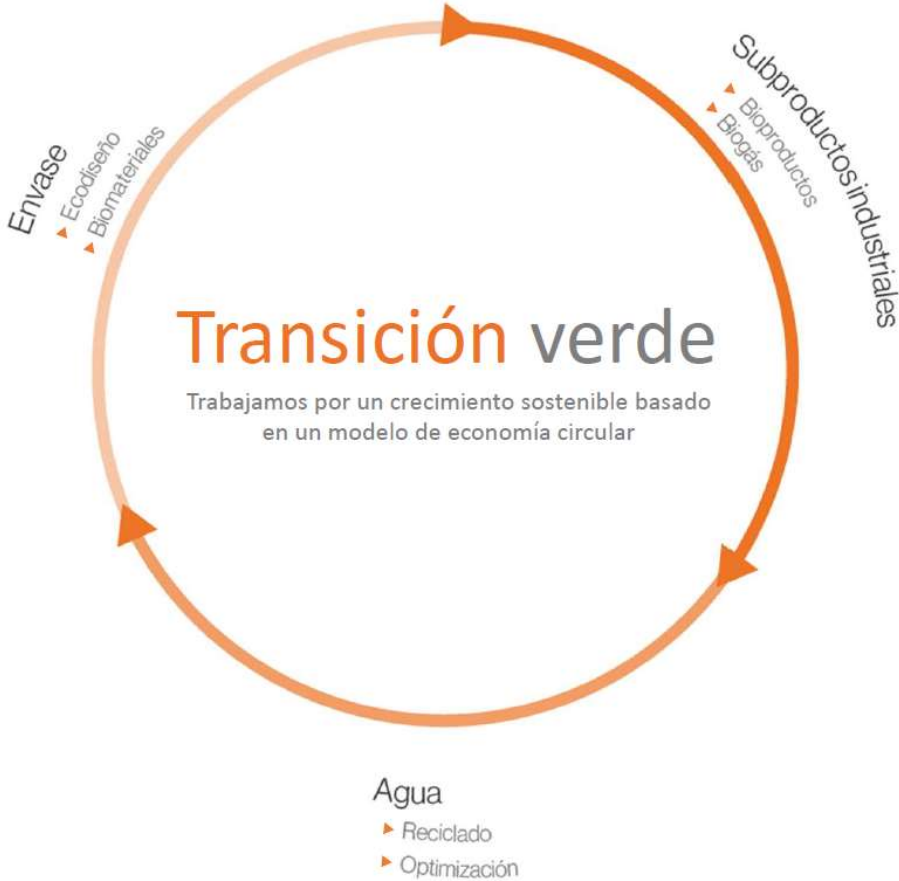 Subproductos industriales
Bioproductos
Biogás
Envase
Ecodiseño
Biomateriales
Transición verde
Trabajamos por un crecimiento sostenible basado
en un modelo de economía circular
Agua
Reciclado
Optimización